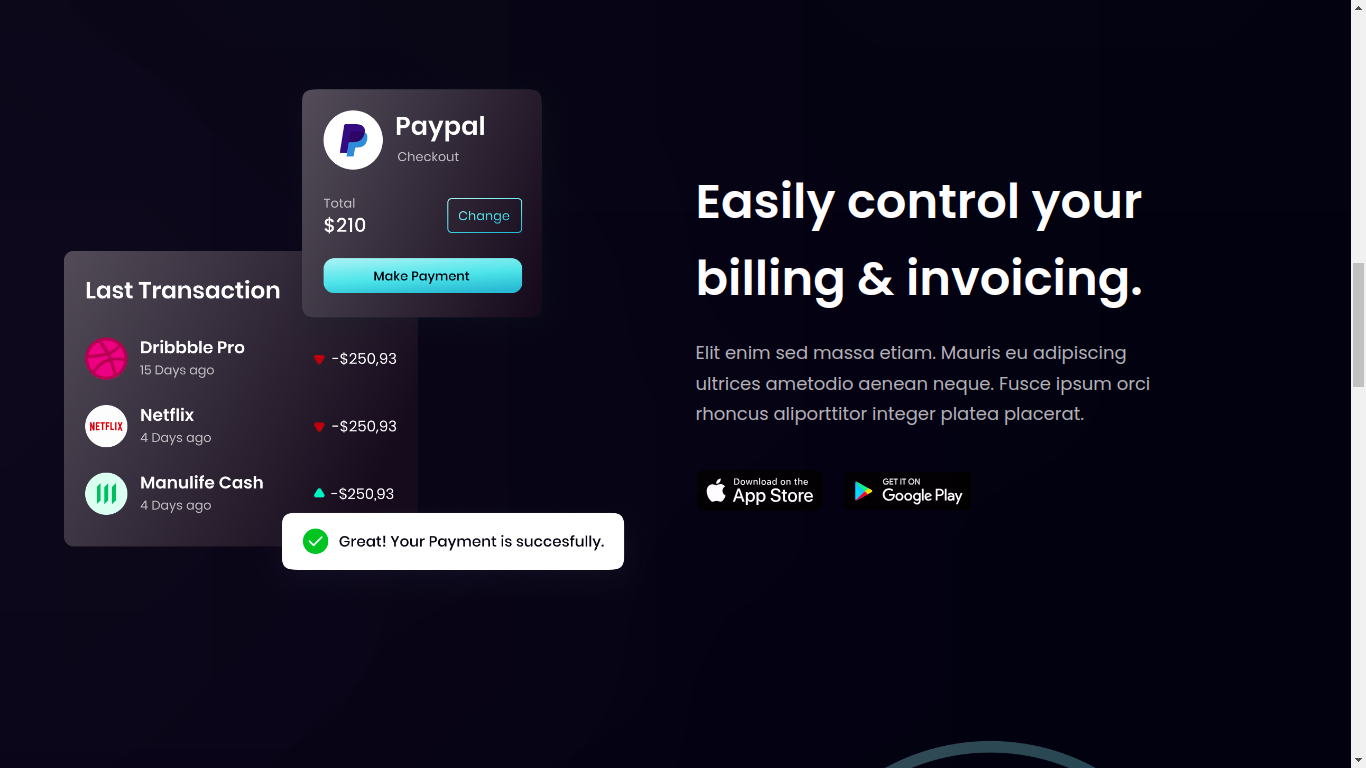 Paypal
Checkout
Total
$210
Change
Make Payment
Last Transaction
Dribbble Pro
15 Days ago
-$250,93
NETFLIX
Netflix
4 Days ago
-$250,93
Manulife Cash
4 Days ago
-$250,93
Great! Your Payment is succesfully.
Easily control your
billing & invoicing.
Elit enim sed massa etiam. Mauris eu adipiscing
ultrices ametodio aenean neque. Fusce ipsum orci
rhoncus aliporttitor integer platea placerat.
Download on the
App Store
GET IT ON
Google Play